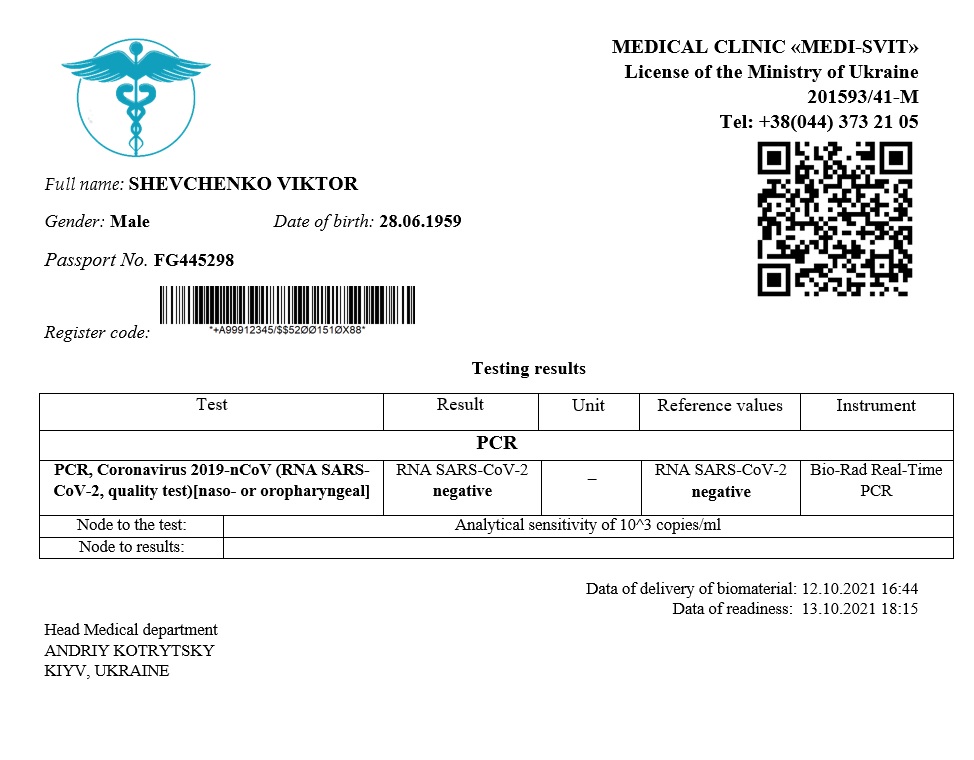 MEDICAL CLINIC «MEDI-SVIT»
License of the Ministry of Ukraine
201593/41-M
Tel: +38(044) 373 21 05
Full name: SHEVCHENKO VIKTOR
Gender: Male Date of birth: 28.06.1959
Passport No. FG445298
Register code:
*+A99912345/$$52ØØ151ØX88*
Testing results
Test Result Unit Reference values Instrument
PCR
PCR, Coronavirus 2019-nCoV (RNA SARS- RNA SARS-CoV-2 – RNA SARS-CoV-2 Bio-Rad Real-Time
CoV-2, quality test)[naso- or oropharyngeal] negative negative PCR
Node to the test: Analytical sensitivity of 10^3 copies/ml
Node to results:
Data of delivery of biomaterial: 12.10.2021 16:44
Data of readiness: 13.10.2021 18:15
Head Medical department
ANDRIY KOTRYTSKY
KIYV, UKRAINE